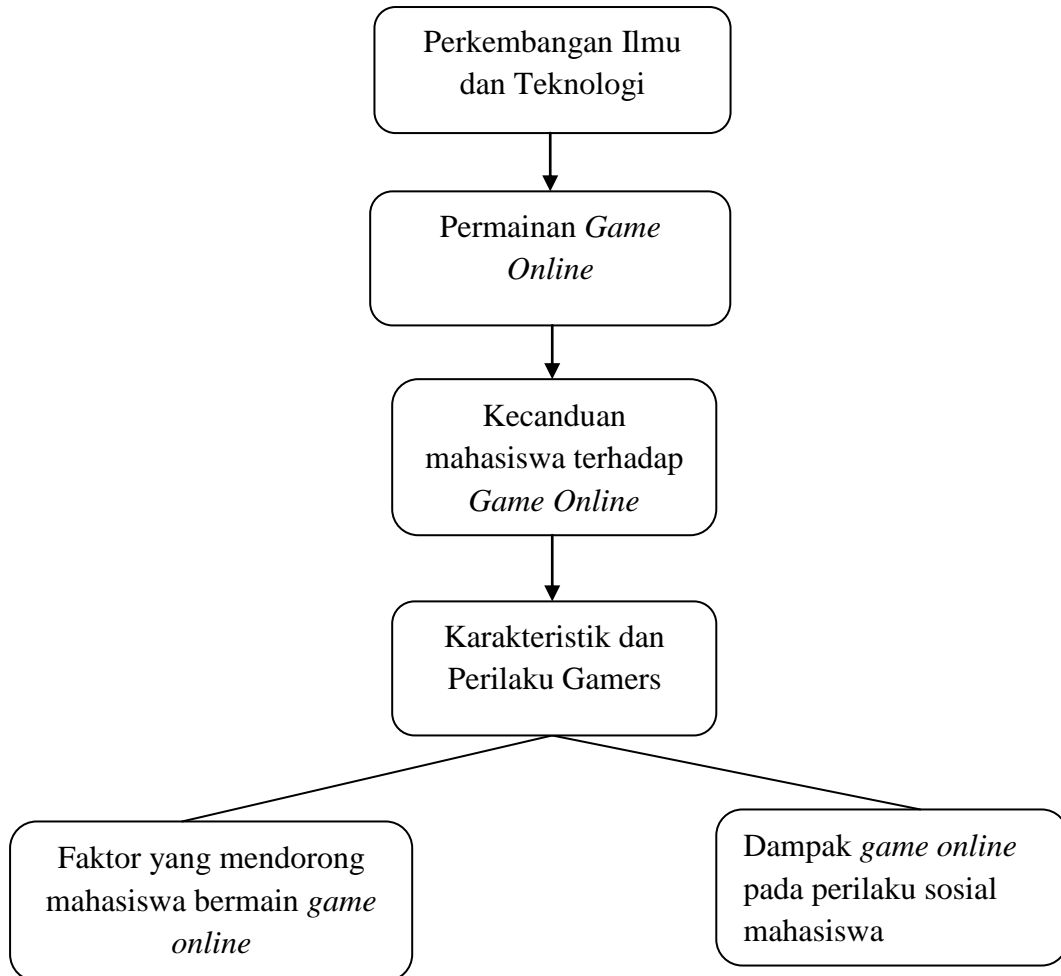 Perkembangan Ilmu
dan Teknologi
Permainan Game
Online
Kecanduan
mahasiswa terhadap
Game Online
Karakteristik dan
Perilaku Gamers
Faktor yang mendorong
mahasiswa bermain game
online
Dampak game online
pada perilaku sosial
mahasiswa